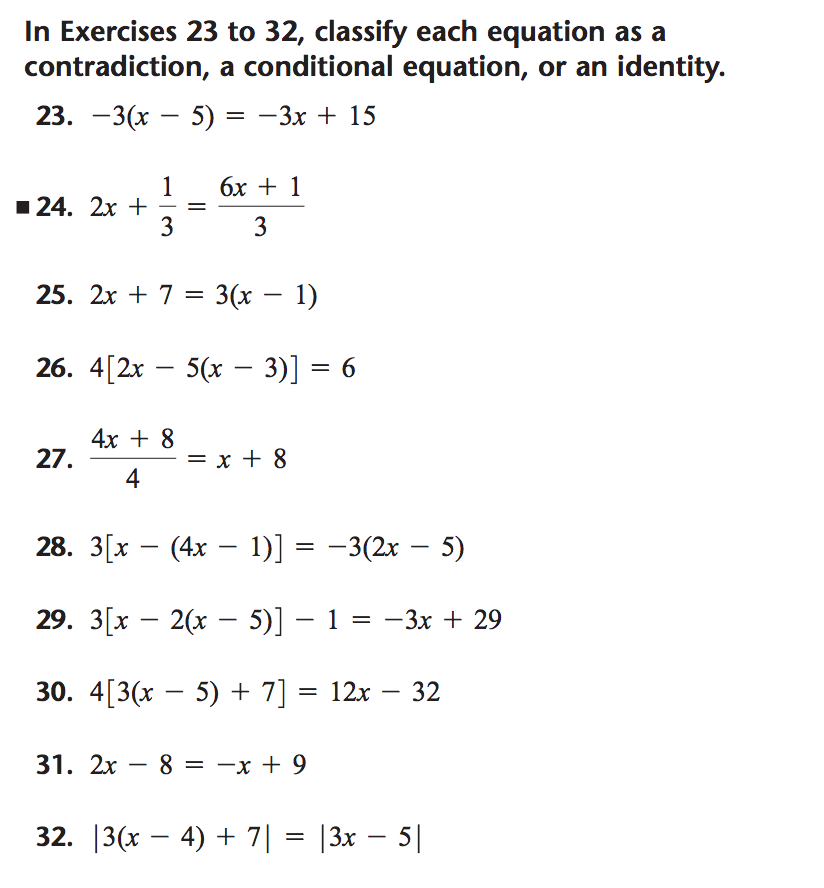 In Exercises 23 to 32, classify each equation as a
contradiction, a conditional equation, or an identity.
23. −3(x − 5) = −3x + 15
■ 24. 2x + 1/3 = (6x + 1)/3
25. 2x + 7 = 3(x − 1)
26. 4[2x − 5(x − 3)] = 6
27. (4x + 8)/4 = x + 8
28. 3[x − (4x − 1)] = −3(2x − 5)
29. 3[x − 2(x − 5)] − 1 = −3x + 29
30. 4[3(x − 5) + 7] = 12x − 32
31. 2x − 8 = −x + 9
32. |3(x − 4) + 7| = |3x − 5|